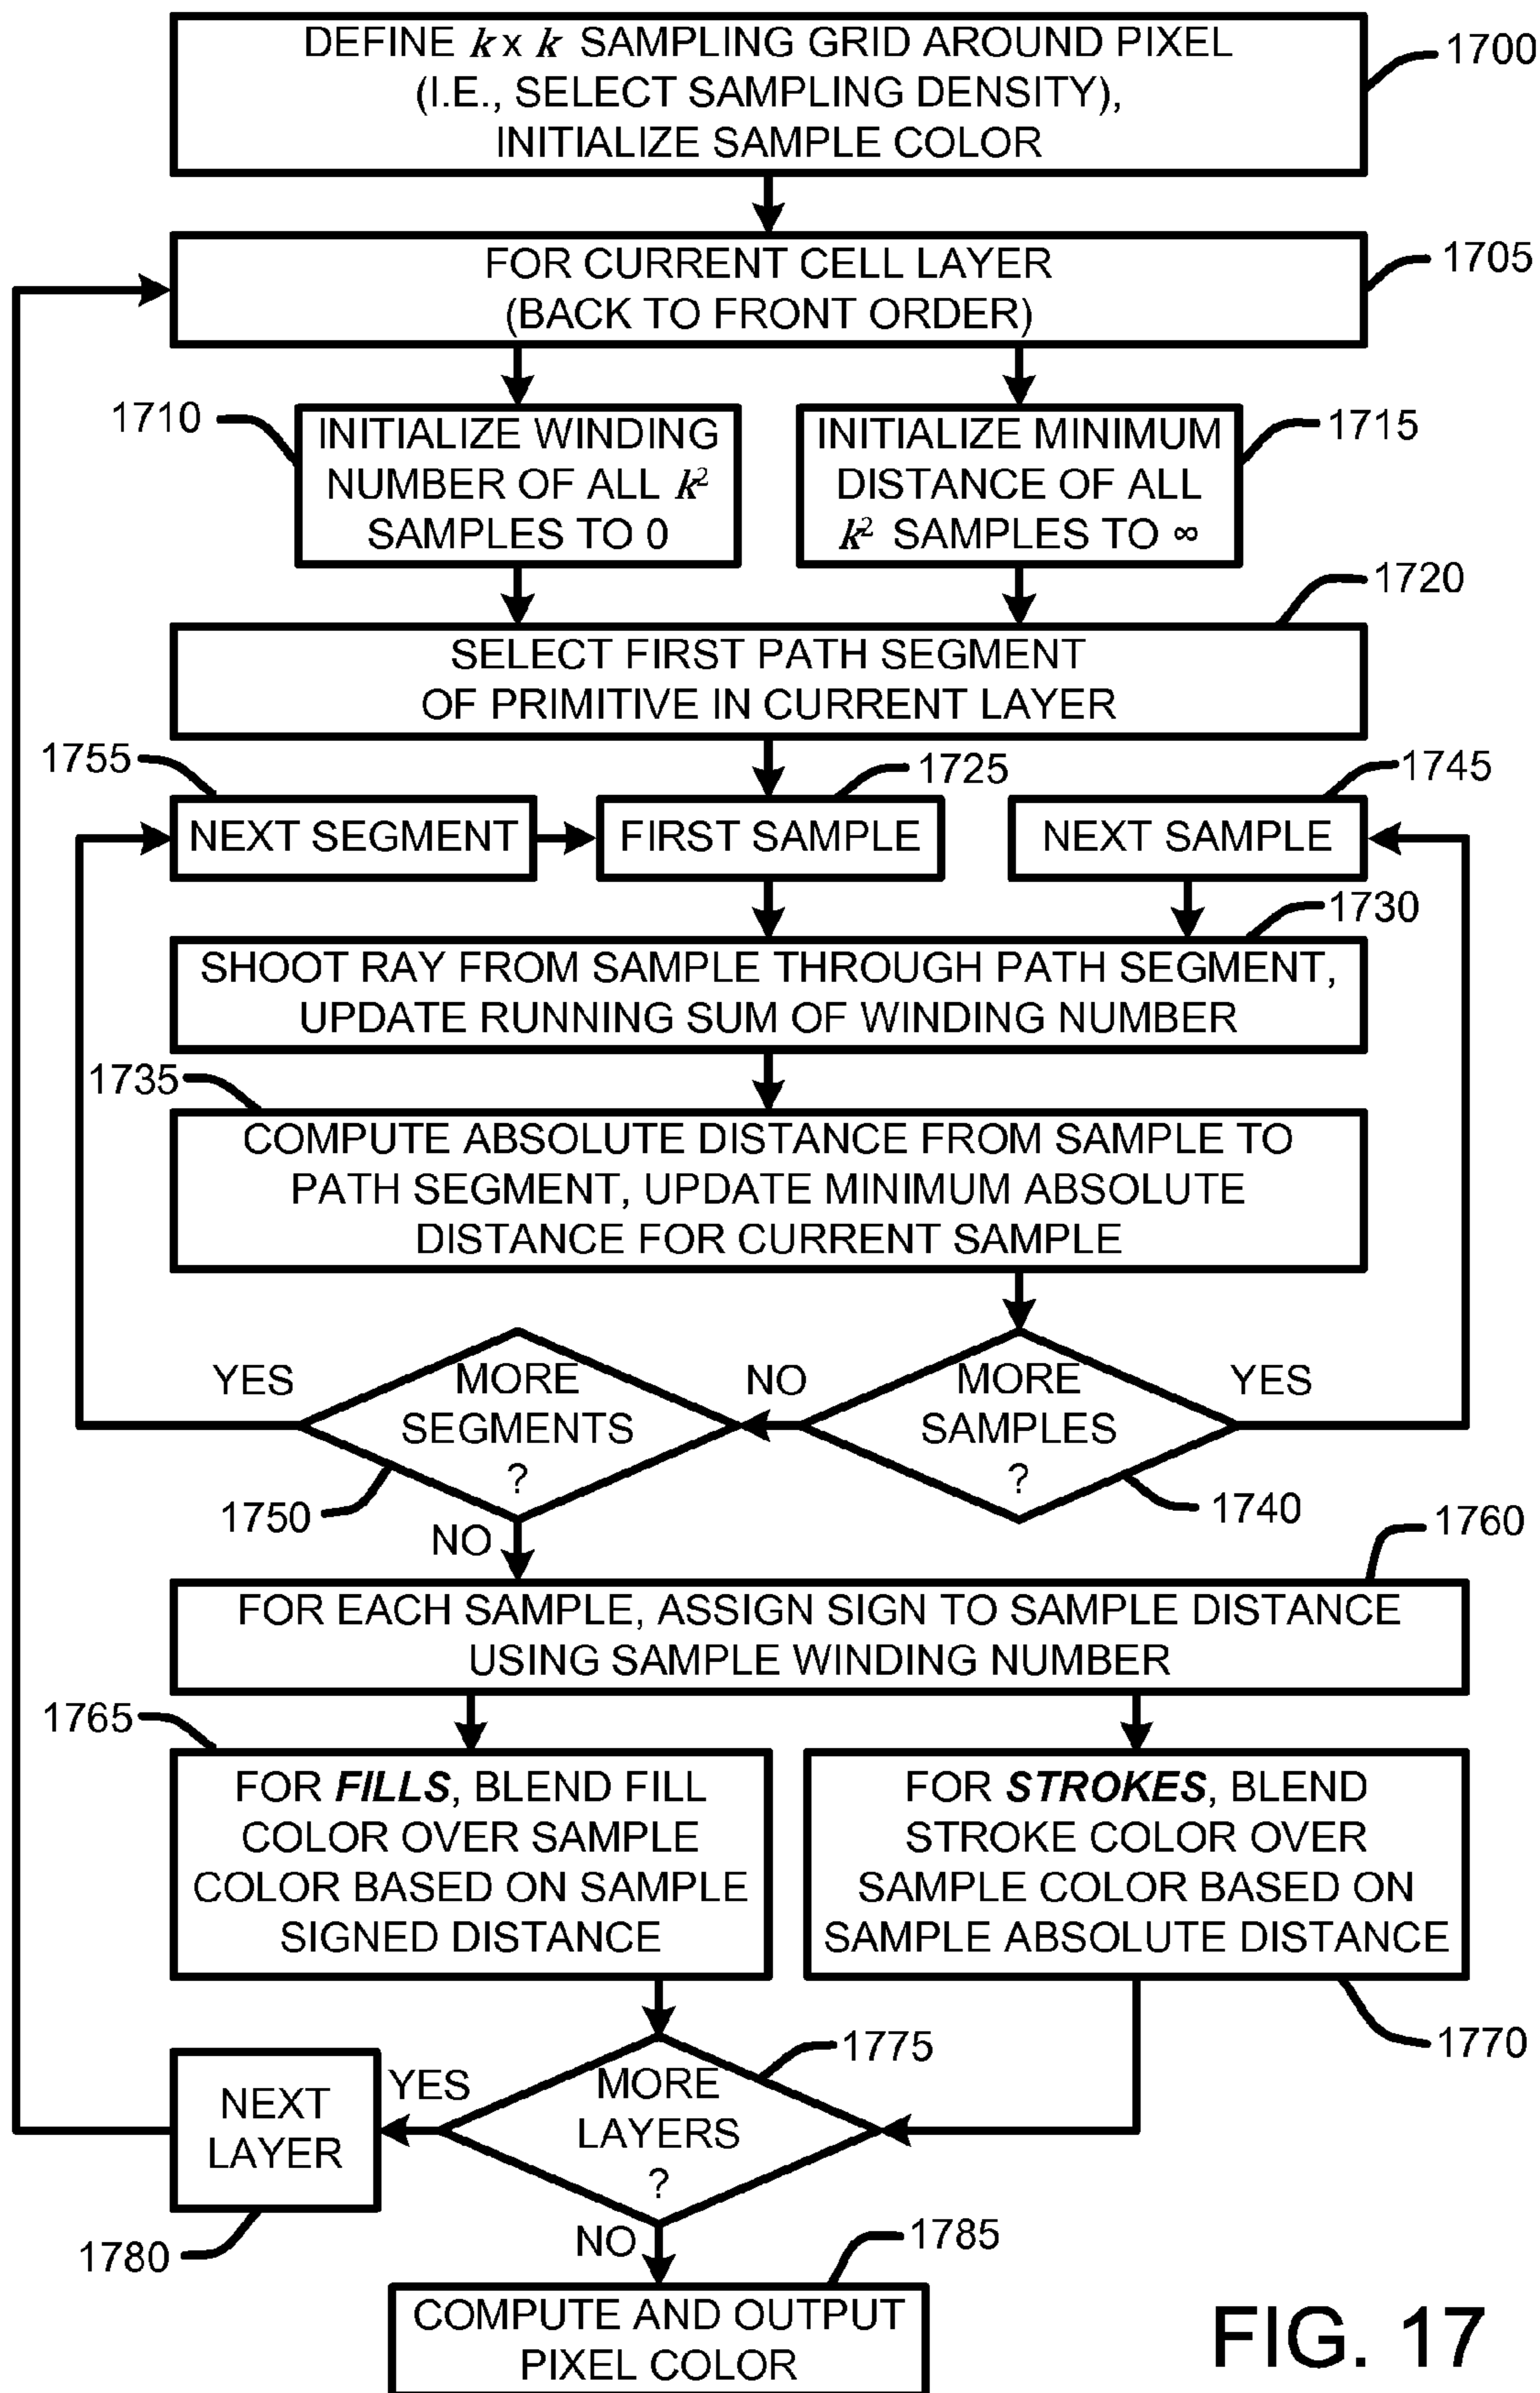 DEFINE k x k SAMPLING GRID AROUND PIXEL
(I.E., SELECT SAMPLING DENSITY),
INITIALIZE SAMPLE COLOR
1700
FOR CURRENT CELL LAYER
(BACK TO FRONT ORDER)
1705
1710
INITIALIZE WINDING
NUMBER OF ALL k²
SAMPLES TO 0
INITIALIZE MINIMUM
DISTANCE OF ALL
k² SAMPLES TO ∞
1715
1720
SELECT FIRST PATH SEGMENT
OF PRIMITIVE IN CURRENT LAYER
1755
1725
1745
NEXT SEGMENT
FIRST SAMPLE
NEXT SAMPLE
1730
SHOOT RAY FROM SAMPLE THROUGH PATH SEGMENT,
UPDATE RUNNING SUM OF WINDING NUMBER
1735
COMPUTE ABSOLUTE DISTANCE FROM SAMPLE TO
PATH SEGMENT, UPDATE MINIMUM ABSOLUTE
DISTANCE FOR CURRENT SAMPLE
YES
MORE
SEGMENTS
?
NO
MORE
SAMPLES
?
YES
1750
1740
NO
1760
FOR EACH SAMPLE, ASSIGN SIGN TO SAMPLE DISTANCE
USING SAMPLE WINDING NUMBER
1765
FOR FILLS, BLEND FILL
COLOR OVER SAMPLE
COLOR BASED ON SAMPLE
SIGNED DISTANCE
FOR STROKES, BLEND
STROKE COLOR OVER
SAMPLE COLOR BASED ON
SAMPLE ABSOLUTE DISTANCE
1770
1775
MORE
LAYERS
?
YES
NEXT
LAYER
1780
NO
1785
COMPUTE AND OUTPUT
PIXEL COLOR
FIG. 17